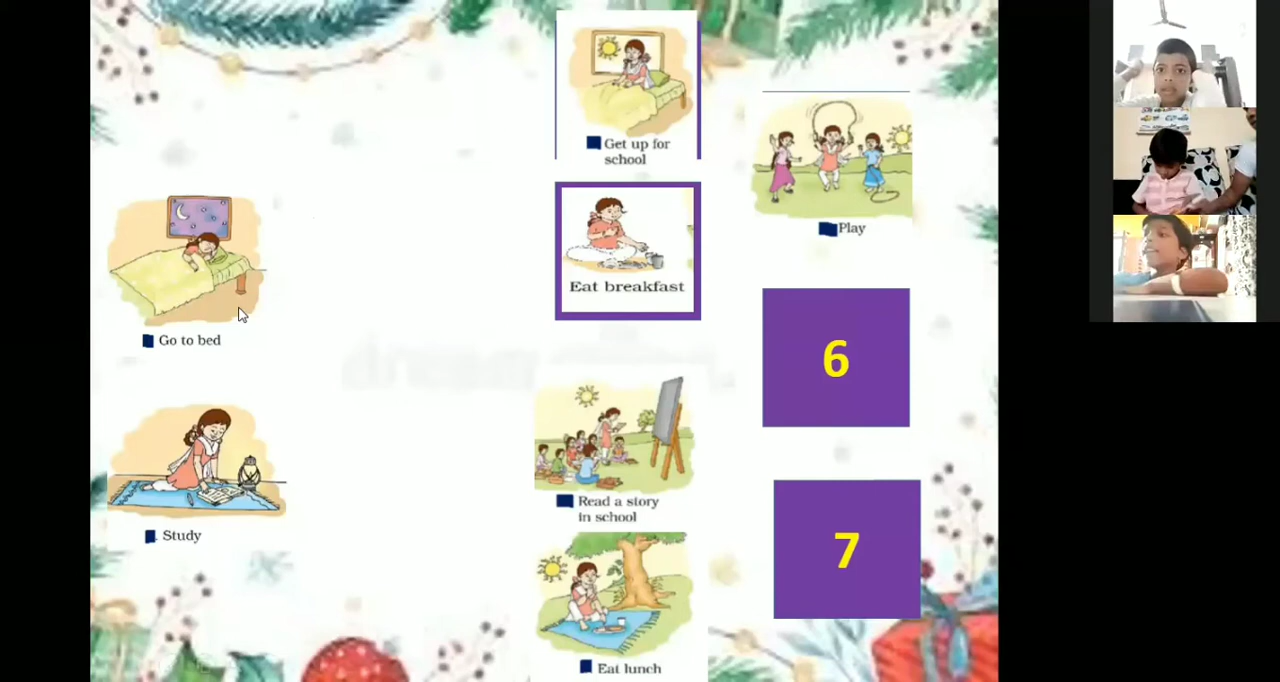 Get up for
school
Eat breakfast
Read a story
in school
Eat lunch
Play
6
7
Go to bed
. Study